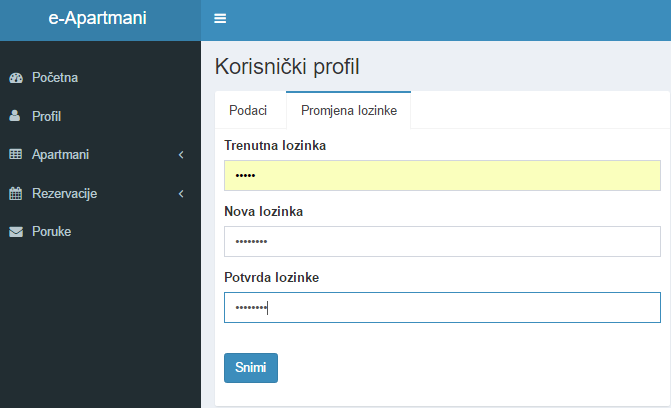 e-Apartmani
Početna
Profil
Apartmani
Rezervacije
Poruke
Korisnički profil
Podaci
Promjena lozinke
Trenutna lozinka
•••••
Nova lozinka
••••••••
Potvrda lozinke
••••••••
Snimi